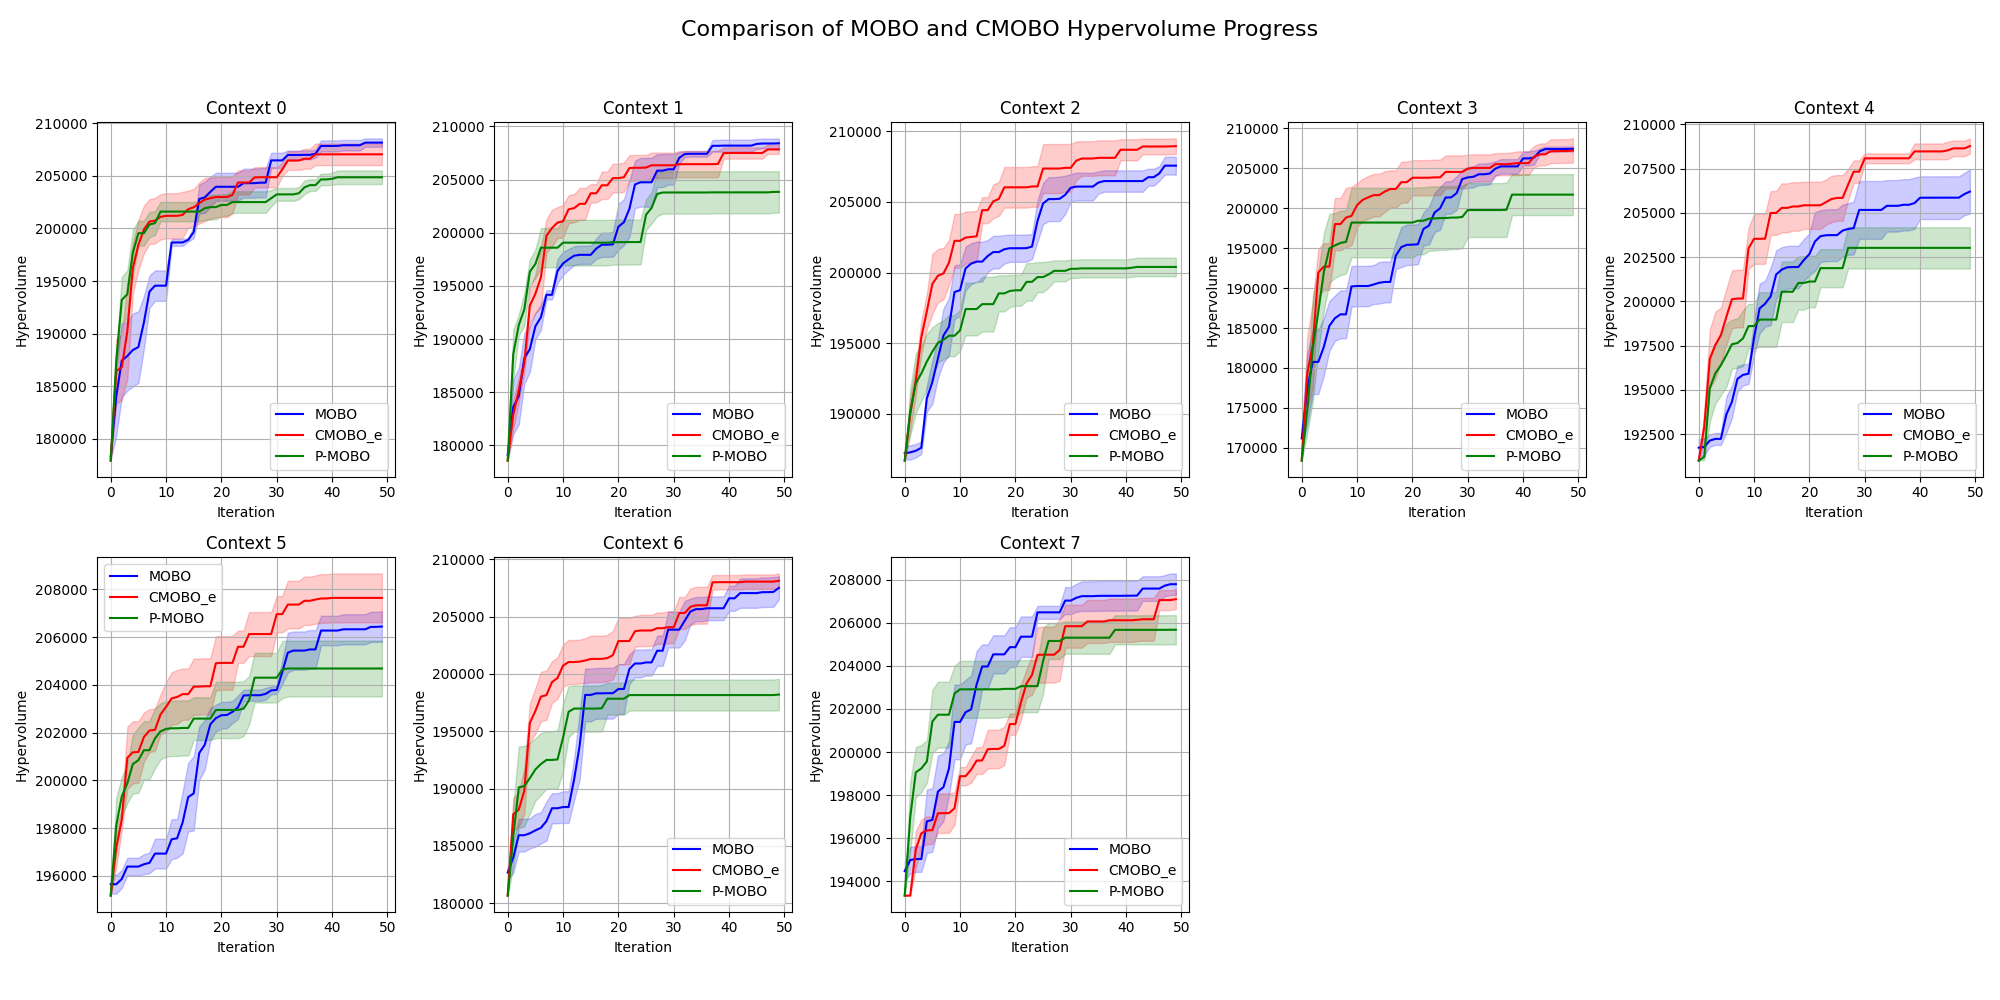 Comparison of MOBO and CMOBO Hypervolume Progress
Context 0
Hypervolume
210000
205000
200000
195000
190000
185000
180000
0 10 20 30 40 50
Iteration
MOBO
CMOBO_e
P-MOBO
Context 1
Hypervolume
210000
205000
200000
195000
190000
185000
180000
0 10 20 30 40 50
Iteration
MOBO
CMOBO_e
P-MOBO
Context 2
Hypervolume
210000
205000
200000
195000
190000
0 10 20 30 40 50
Iteration
MOBO
CMOBO_e
P-MOBO
Context 3
Hypervolume
210000
205000
200000
195000
190000
185000
180000
175000
170000
0 10 20 30 40 50
Iteration
MOBO
CMOBO_e
P-MOBO
Context 4
Hypervolume
210000
207500
205000
202500
200000
197500
195000
192500
0 10 20 30 40 50
Iteration
MOBO
CMOBO_e
P-MOBO
Context 5
Hypervolume
208000
206000
204000
202000
200000
198000
196000
0 10 20 30 40 50
Iteration
MOBO
CMOBO_e
P-MOBO
Context 6
Hypervolume
210000
205000
200000
195000
190000
185000
180000
0 10 20 30 40 50
Iteration
MOBO
CMOBO_e
P-MOBO
Context 7
Hypervolume
208000
206000
204000
202000
200000
198000
196000
194000
0 10 20 30 40 50
Iteration
MOBO
CMOBO_e
P-MOBO